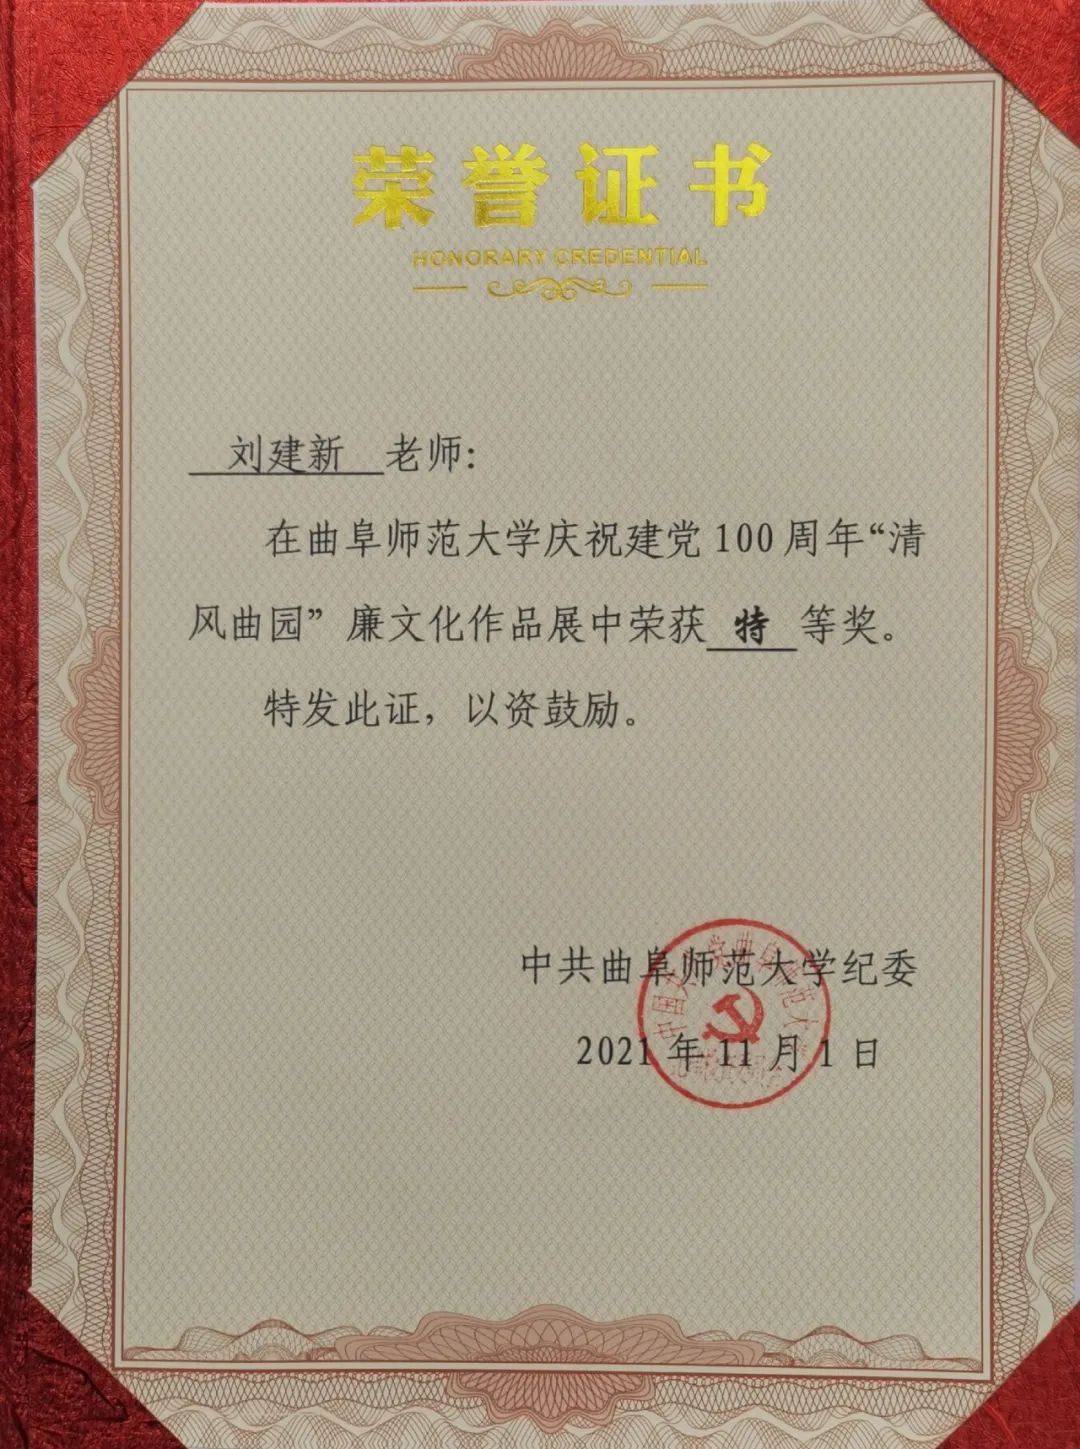 荣誉证书
HONORARY CREDENTIAL
刘建新 老师:
在曲阜师范大学庆祝建党100周年“清
风曲园”廉文化作品展中荣获 特 等奖。
特发此证，以资鼓励。
中共曲阜师范大学纪委
2021年11月1日